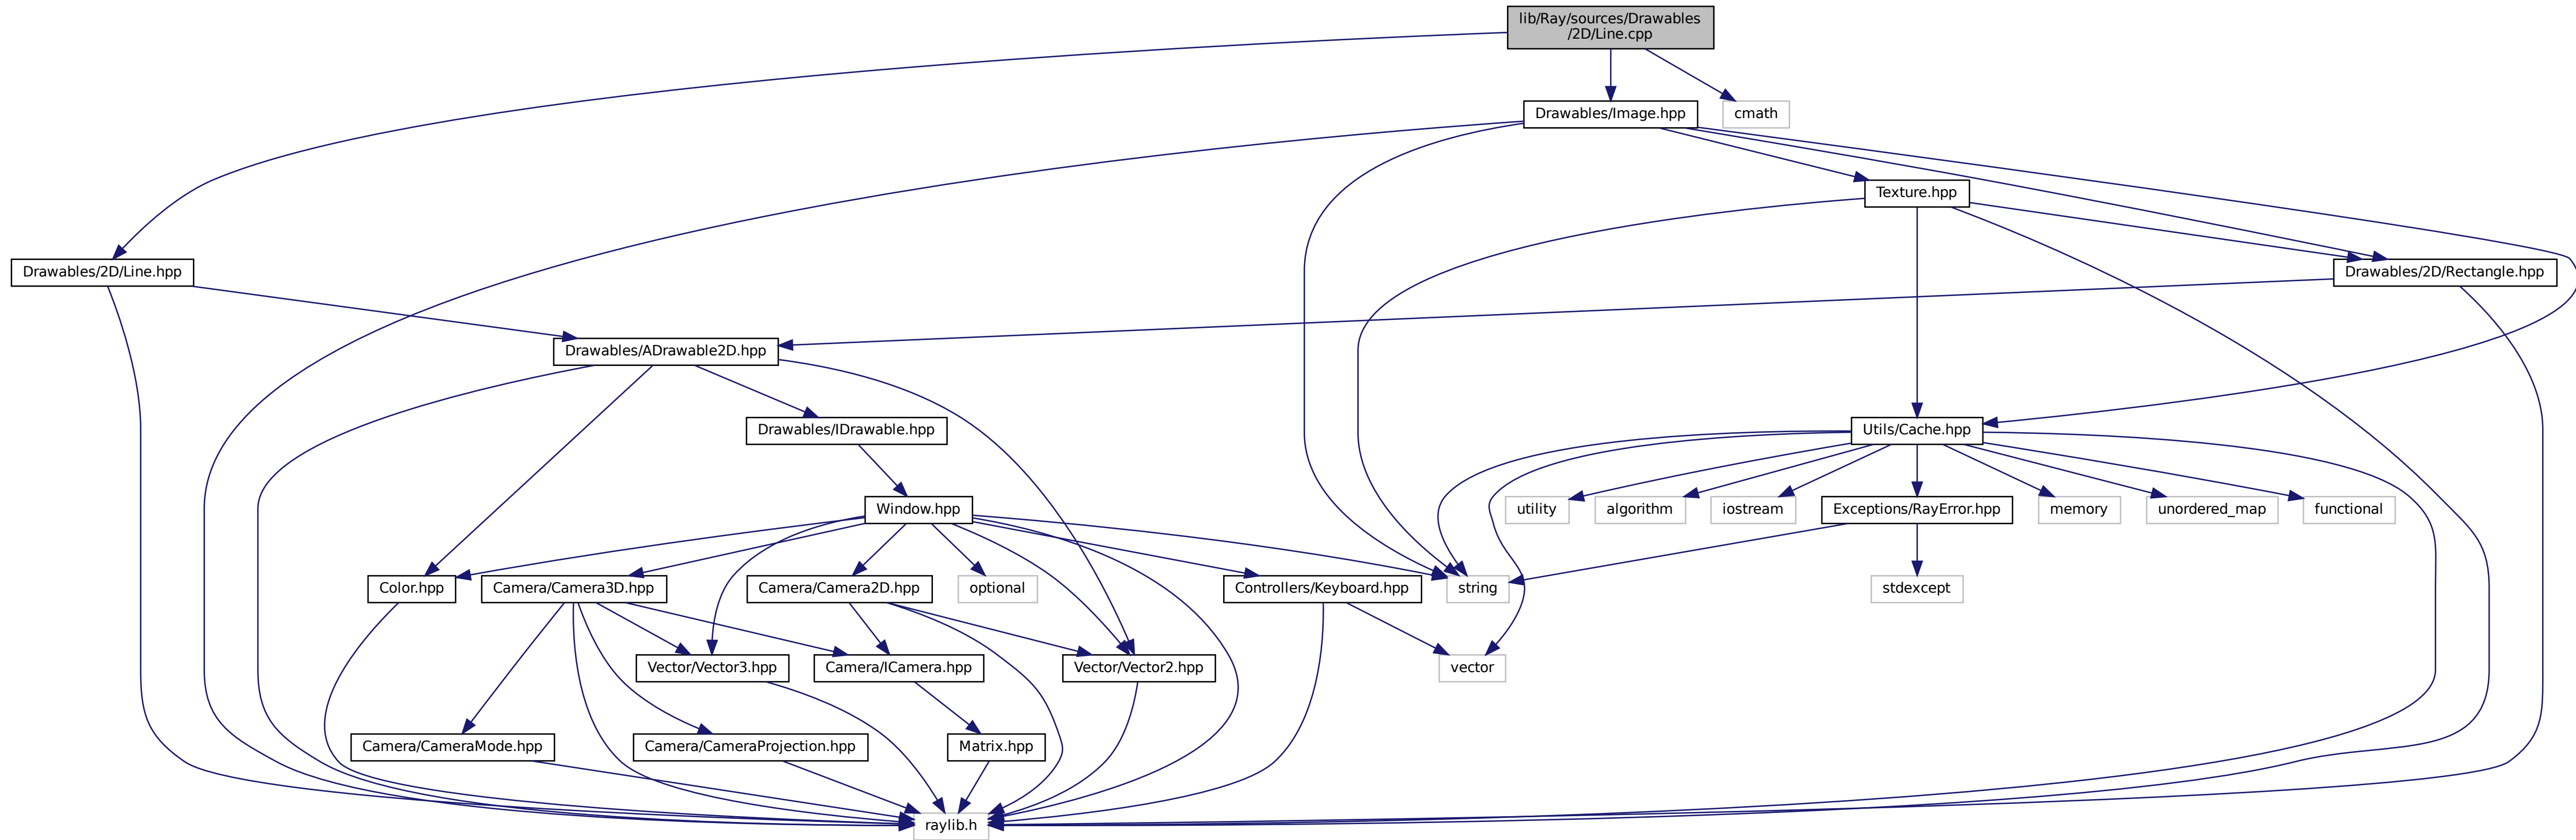 lib/Ray/sources/Drawables
/2D/Line.cpp
Drawables/Image.hpp
cmath
Texture.hpp
Drawables/2D/Line.hpp
Drawables/2D/Rectangle.hpp
Drawables/ADrawable2D.hpp
Drawables/IDrawable.hpp
Utils/Cache.hpp
Window.hpp
utility
algorithm
iostream
Exceptions/RayError.hpp
memory
unordered_map
functional
Color.hpp
Camera/Camera3D.hpp
Camera/Camera2D.hpp
optional
Controllers/Keyboard.hpp
string
stdexcept
Vector/Vector3.hpp
Camera/ICamera.hpp
Vector/Vector2.hpp
vector
Camera/CameraMode.hpp
Camera/CameraProjection.hpp
Matrix.hpp
raylib.h